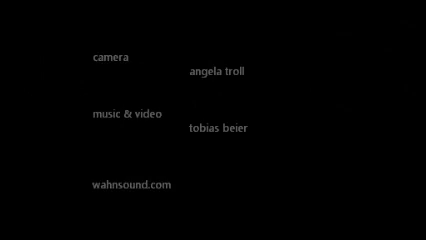 camera
angela troll
music & video
tobias beier
wahnsound.com